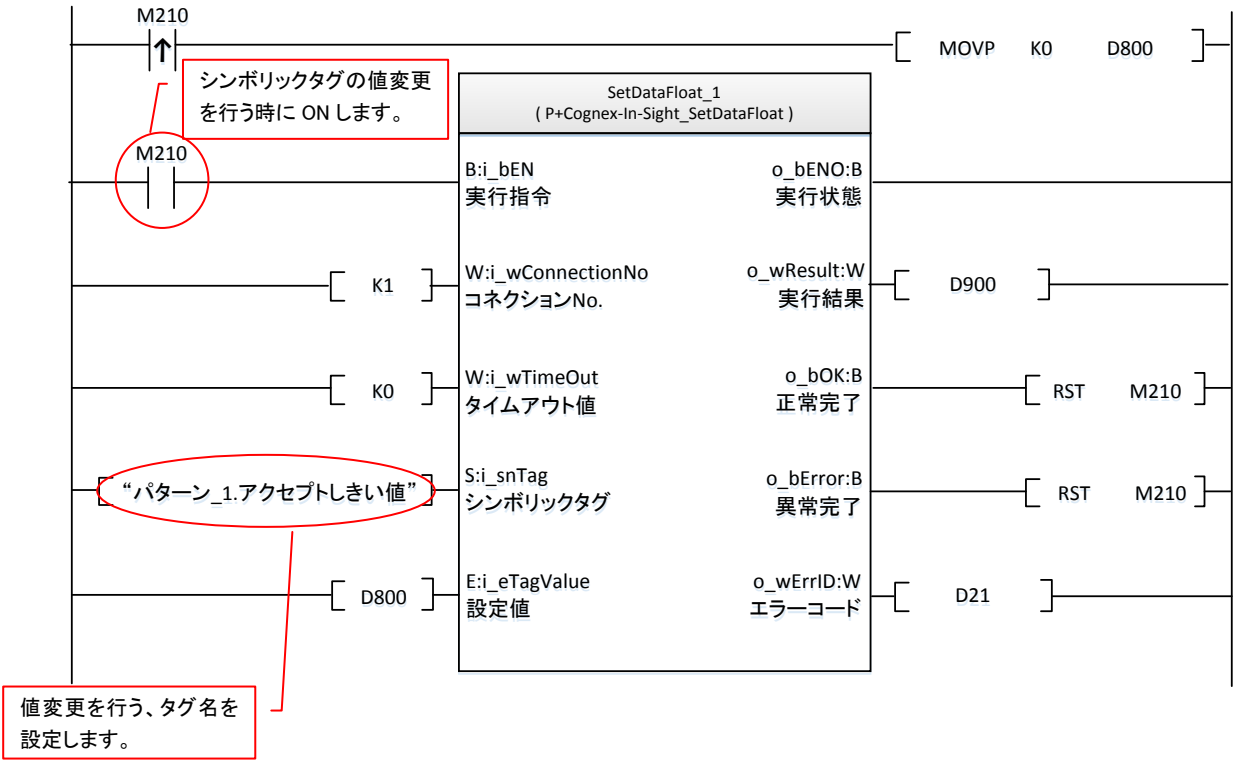 M210
MOVP K0 D800
シンボリックタグの値変更
を行う時に ON します。
SetDataFloat_1
( P+Cognex-In-Sight_SetDataFloat )
M210
B:i_bEN
実行指令
o_bENO:B
実行状態
K1
W:i_wConnectionNo
コネクションNo.
o_wResult:W
実行結果
D900
K0
W:i_wTimeOut
タイムアウト値
o_bOK:B
正常完了
RST M210
“パターン_1.アクセプトしきい値”
S:i_snTag
シンボリックタグ
o_bError:B
異常完了
RST M210
D800
E:i_eTagValue
設定値
o_wErrID:W
エラーコード
D21
値変更を行う、タグ名を
設定します。